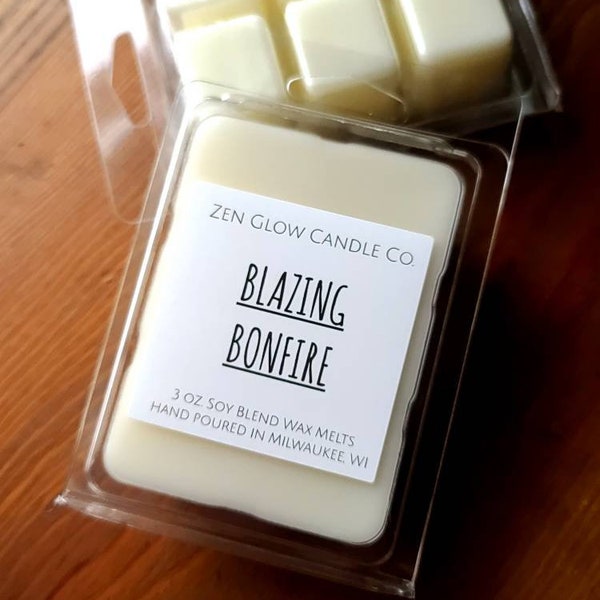 Zen Glow Candle Co.
BLAZING
BONFIRE
3 oz. Soy Blend Wax Melts
Hand poured in Milwaukee, WI